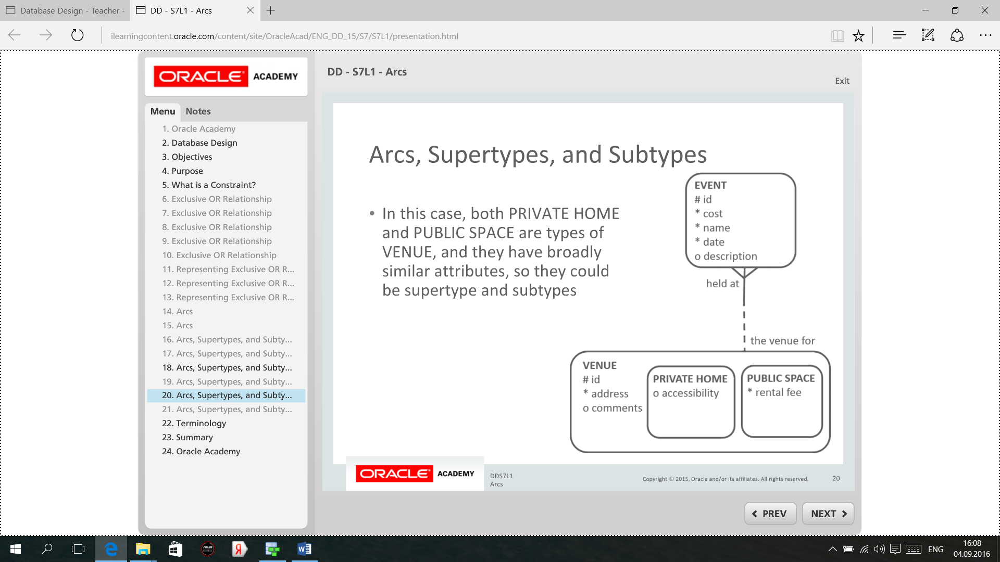 Database Design - Teacher -
DD - S7L1 - Arcs
ilearningcontent.oracle.com/content/site/OracleAcad/ENG_DD_15/S7/S7L1/presentation.html
ORACLE ACADEMY
DD - S7L1 - Arcs
Exit
Menu
Notes
1. Oracle Academy
2. Database Design
3. Objectives
4. Purpose
5. What is a Constraint?
6. Exclusive OR Relationship
7. Exclusive OR Relationship
8. Exclusive OR Relationship
9. Exclusive OR Relationship
10. Exclusive OR Relationship
11. Representing Exclusive OR R...
12. Representing Exclusive OR R...
13. Representing Exclusive OR R...
14. Arcs
15. Arcs
16. Arcs, Supertypes, and Subty...
17. Arcs, Supertypes, and Subty...
18. Arcs, Supertypes, and Subty...
19. Arcs, Supertypes, and Subty...
20. Arcs, Supertypes, and Subty...
21. Arcs, Supertypes, and Subty...
22. Terminology
23. Summary
24. Oracle Academy
Arcs, Supertypes, and Subtypes
• In this case, both PRIVATE HOME
and PUBLIC SPACE are types of
VENUE, and they have broadly
similar attributes, so they could
be supertype and subtypes
EVENT
# id
* cost
* name
* date
o description
held at
the venue for
VENUE
# id
* address
o comments
PRIVATE HOME
o accessibility
PUBLIC SPACE
* rental fee
ORACLE ACADEMY
DDS7L1
Arcs
Copyright © 2015, Oracle and/or its affiliates. All rights reserved.
20
PREV
NEXT
ASUS
Я
W
ENG
16:08
04.09.2016